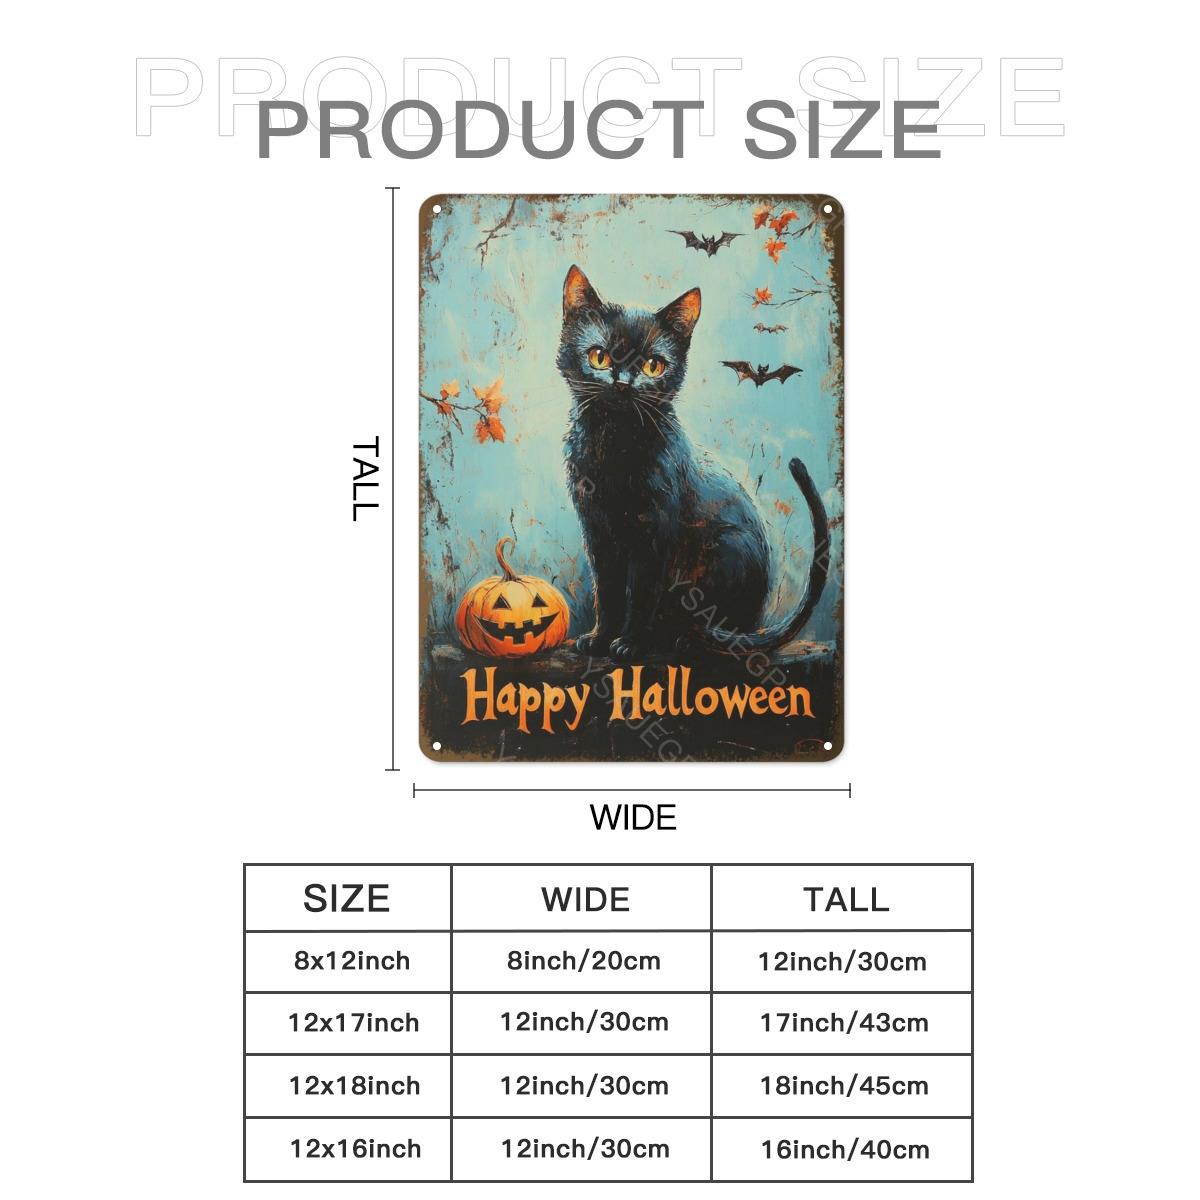 PRODUCT SIZE
PRODUCT SIZE
TALL
YSAUEGP
YSAUEGP
Happy Halloween
WIDE
SIZE WIDE TALL
8x12inch 8inch/20cm 12inch/30cm
12x17inch 12inch/30cm 17inch/43cm
12x18inch 12inch/30cm 18inch/45cm
12x16inch 12inch/30cm 16inch/40cm